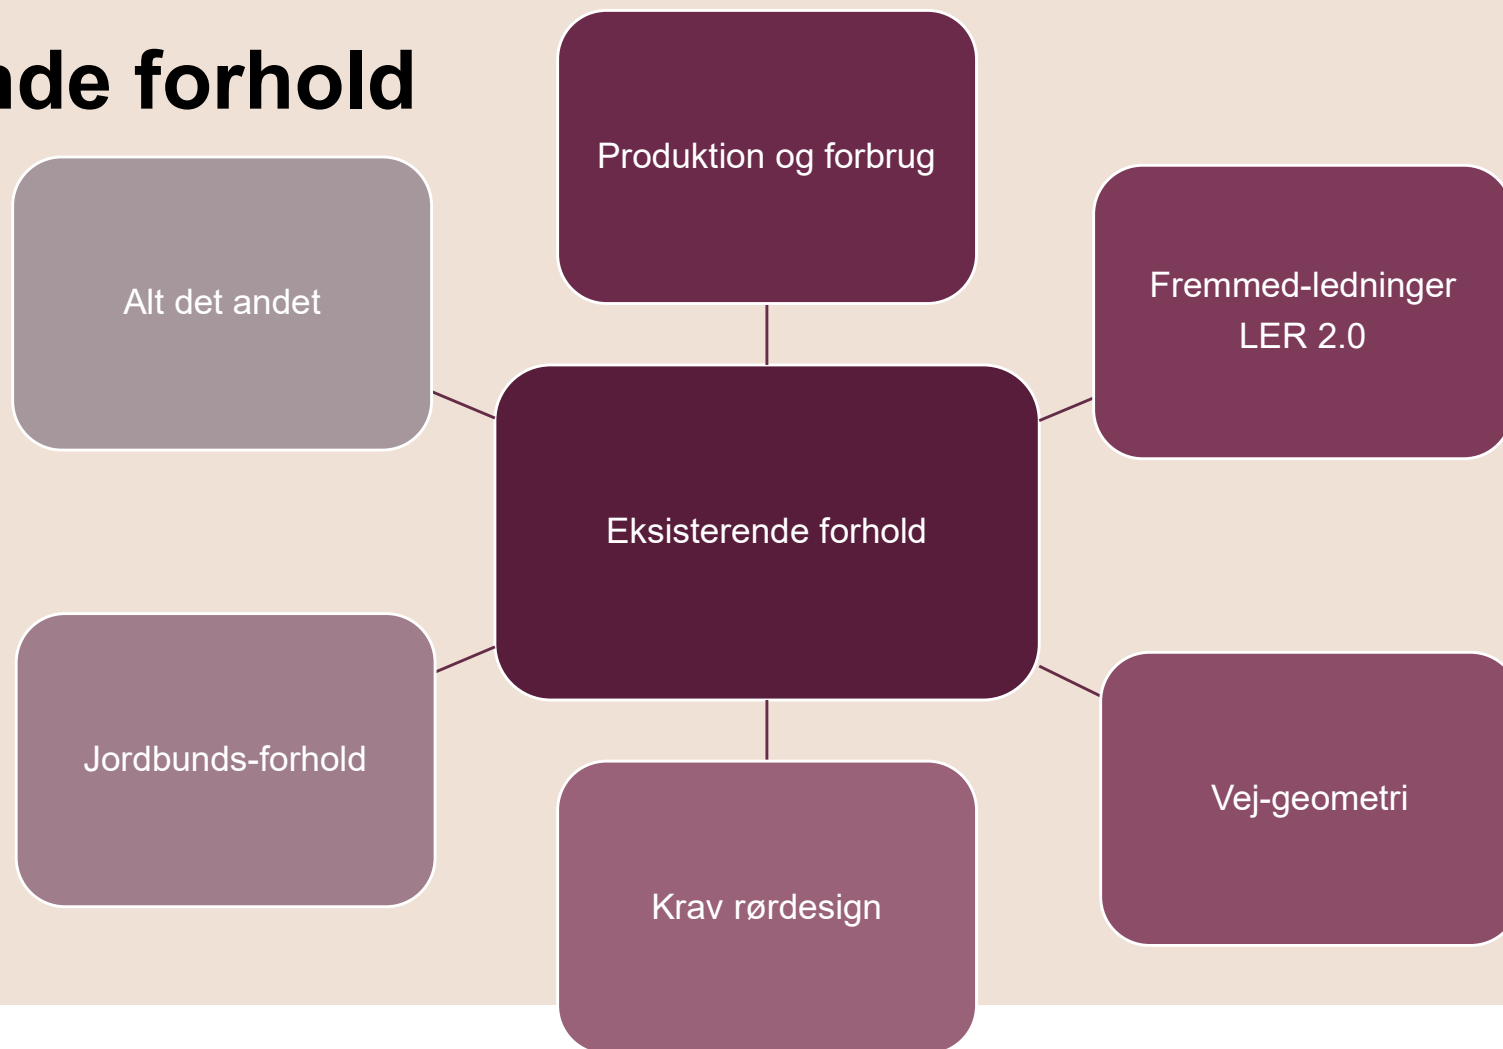 nde forhold
Produktion og forbrug
Alt det andet
Fremmed-ledninger
LER 2.0
Eksisterende forhold
Jordbunds-forhold
Vej-geometri
Krav rørdesign